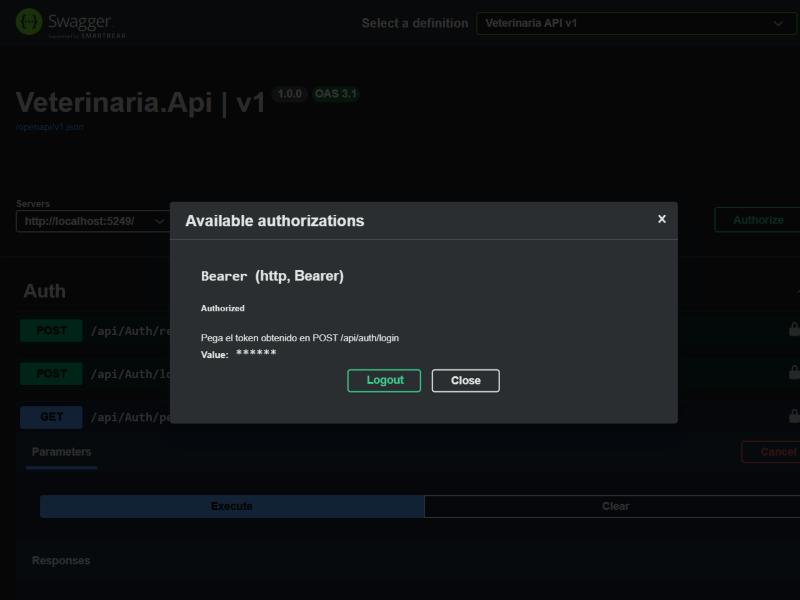 Swagger
Supported by SMARTBEAR
Select a definition
Veterinaria API v1
Veterinaria.Api | v1 1.0.0 OAS 3.1
/openapi/v1.json
Servers
http://localhost:5249/
Authorize
Available authorizations
×
Bearer (http, Bearer)
Authorized
Pega el token obtenido en POST /api/auth/login
Value: ******
Logout
Close
Auth
POST /api/Auth/re
POST /api/Auth/lo
GET /api/Auth/pe
Parameters
Cancel
Execute
Clear
Responses